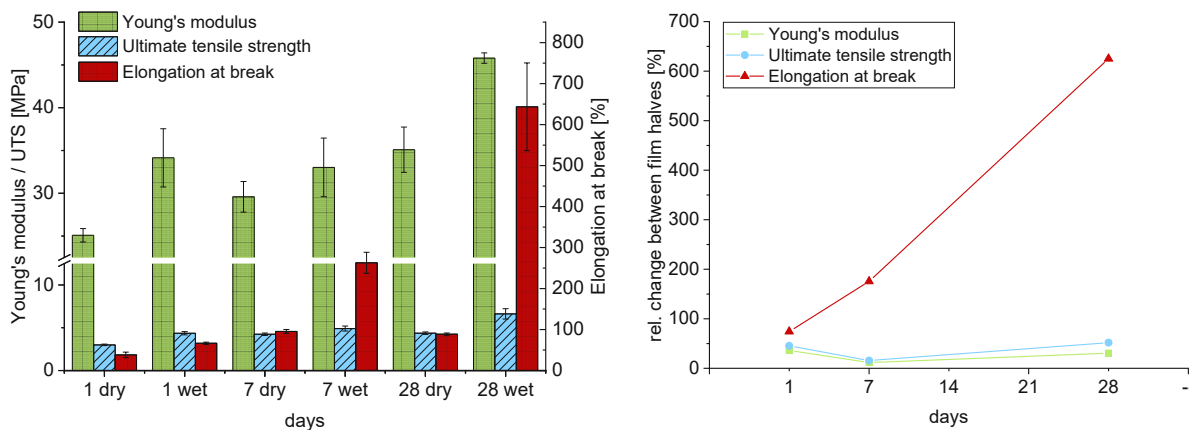 Young's modulus
Ultimate tensile strength
Elongation at break
Young's modulus / UTS [MPa]
50
40
30
10
0
Elongation at break [%]
800
700
600
500
400
300
200
100
0
1 dry
1 wet
7 dry
7 wet
28 dry
28 wet
days
Young's modulus
Ultimate tensile strength
Elongation at break
rel. change between film halves [%]
700
600
500
400
300
200
100
0
1
7
14
21
28
-
days